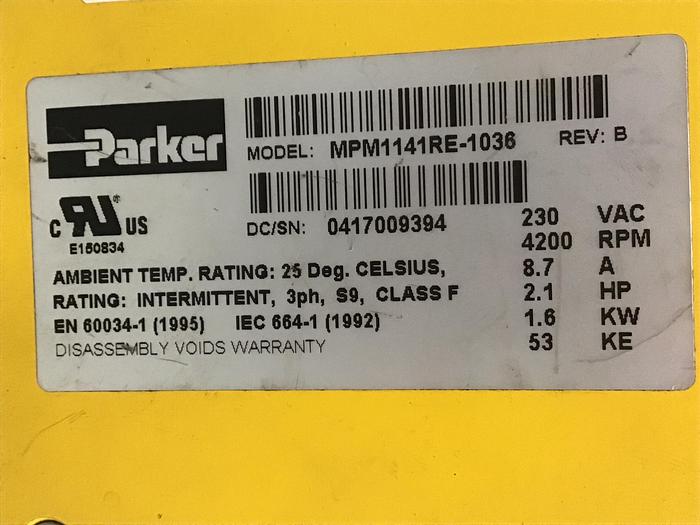 Parker
MODEL: MPM1141RE-1036 REV: B
C RU ® US
E150834
DC/SN: 0417009394
230 VAC
4200 RPM
AMBIENT TEMP. RATING: 25 Deg. CELSIUS, 8.7 A
RATING: INTERMITTENT, 3ph, S9, CLASS F 2.1 HP
EN 60034-1 (1995) IEC 664-1 (1992) 1.6 KW
DISASSEMBLY VOIDS WARRANTY 53 KE